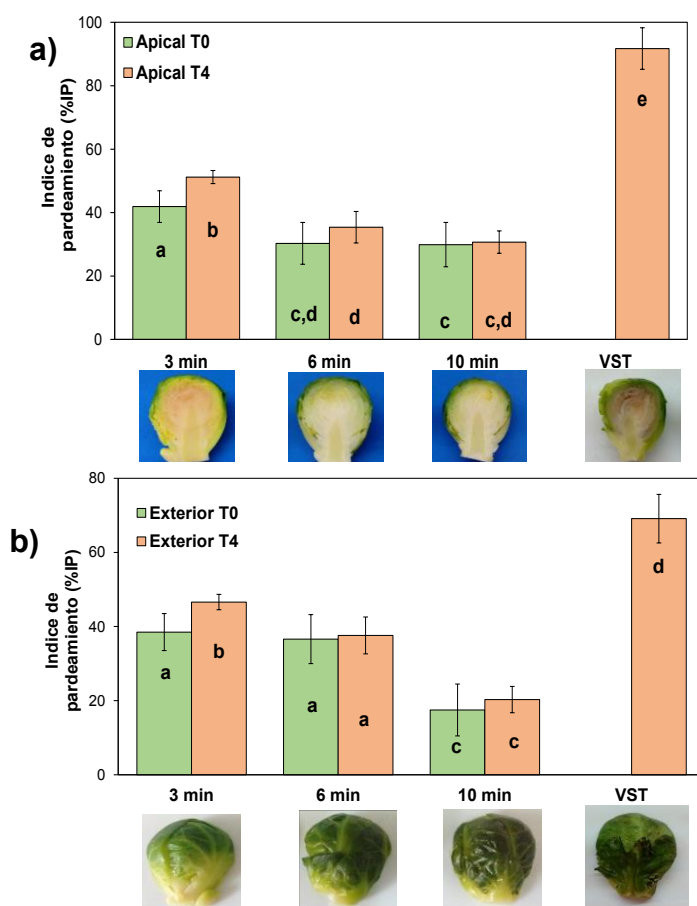 a)
Indice de
pardeamiento (%IP)
100
80
60
40
20
0
Apical T0
Apical T4
a
b
c,d
d
c
c,d
e
3 min
6 min
10 min
VST
b)
Indice de
pardeamiento (%IP)
80
60
40
20
0
Exterior T0
Exterior T4
a
b
a
a
c
c
d
3 min
6 min
10 min
VST